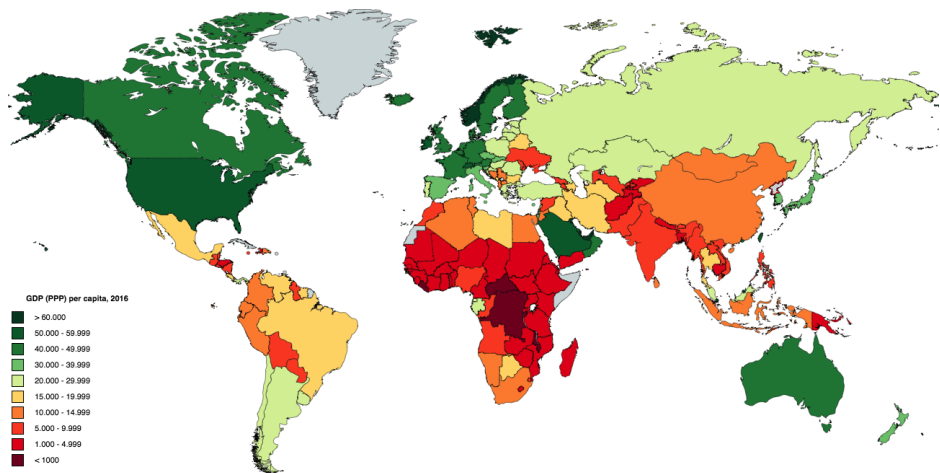 GDP (PPP) per capita, 2016
> 60.000
50.000 - 59.999
40.000 - 49.999
30.000 - 39.999
20.000 - 29.999
15.000 - 19.999
10.000 - 14.999
5.000 - 9.999
1.000 - 4.999
< 1000